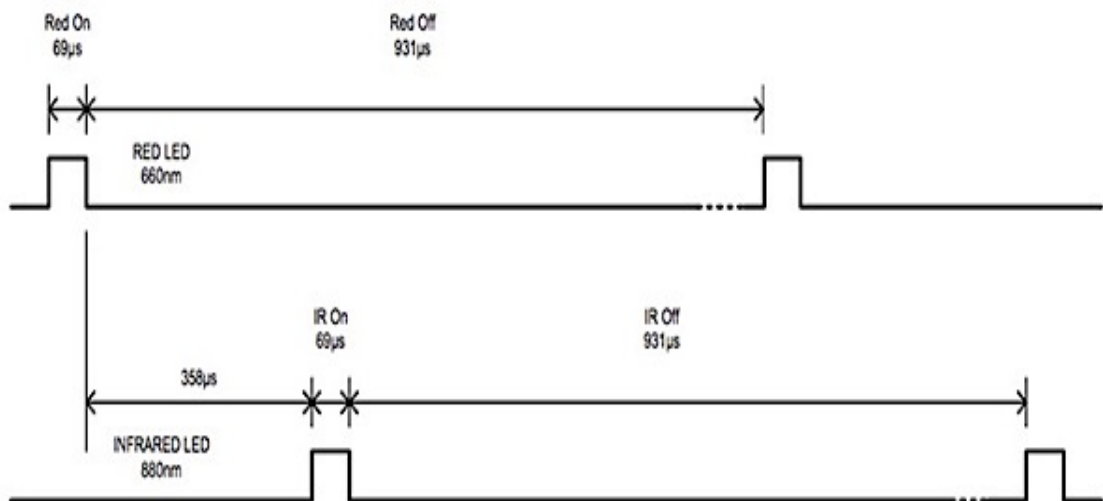 Red On
69µs
Red Off
931µs
RED LED
660nm
IR On
69µs
IR Off
931µs
358µs
INFRARED LED
880nm